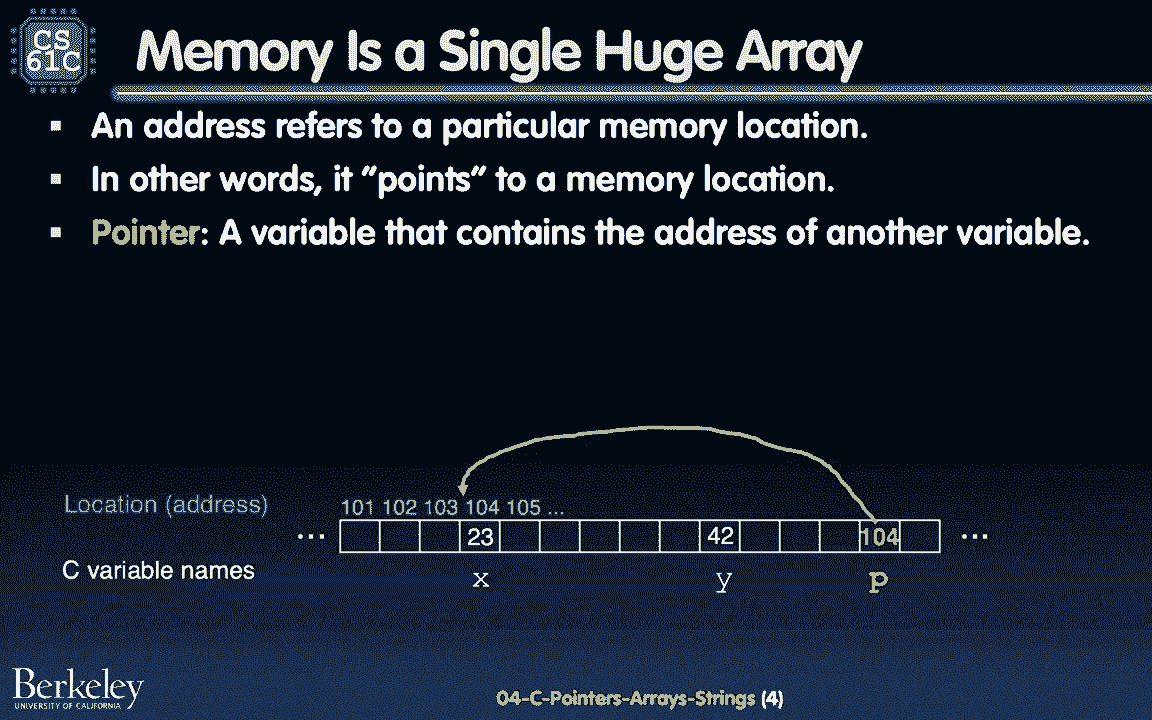 CS
61C
Memory Is a Single Huge Array
▪ An address refers to a particular memory location.
▪ In other words, it “points” to a memory location.
▪ Pointer: A variable that contains the address of another variable.
Location (address)
101 102 103 104 105 ...
... 23 42 104 ...
C variable names
x y p
Berkeley
UNIVERSITY OF CALIFORNIA
04-C-Pointers-Arrays-Strings (4)